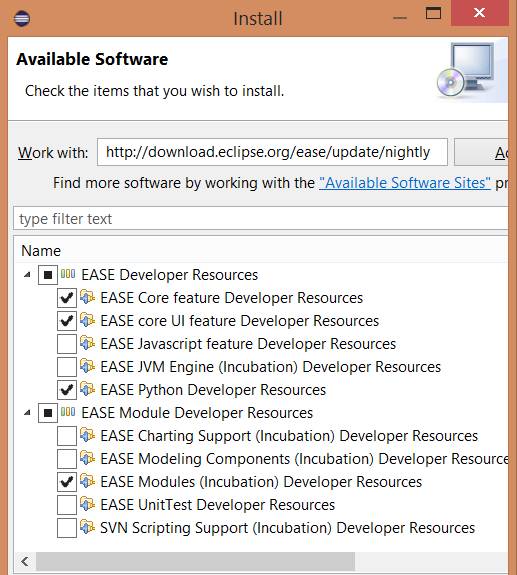 Install
Available Software
Check the items that you wish to install.
Work with: http://download.eclipse.org/ease/update/nightly
Find more software by working with the "Available Software Sites"
type filter text
Name
EASE Developer Resources
EASE Core feature Developer Resources
EASE core UI feature Developer Resources
EASE Javascript feature Developer Resources
EASE JVM Engine (Incubation) Developer Resources
EASE Python Developer Resources
EASE Module Developer Resources
EASE Charting Support (Incubation) Developer Resources
EASE Modeling Components (Incubation) Developer Resource
EASE Modules (Incubation) Developer Resources
EASE UnitTest Developer Resources
SVN Scripting Support (Incubation) Developer Resources